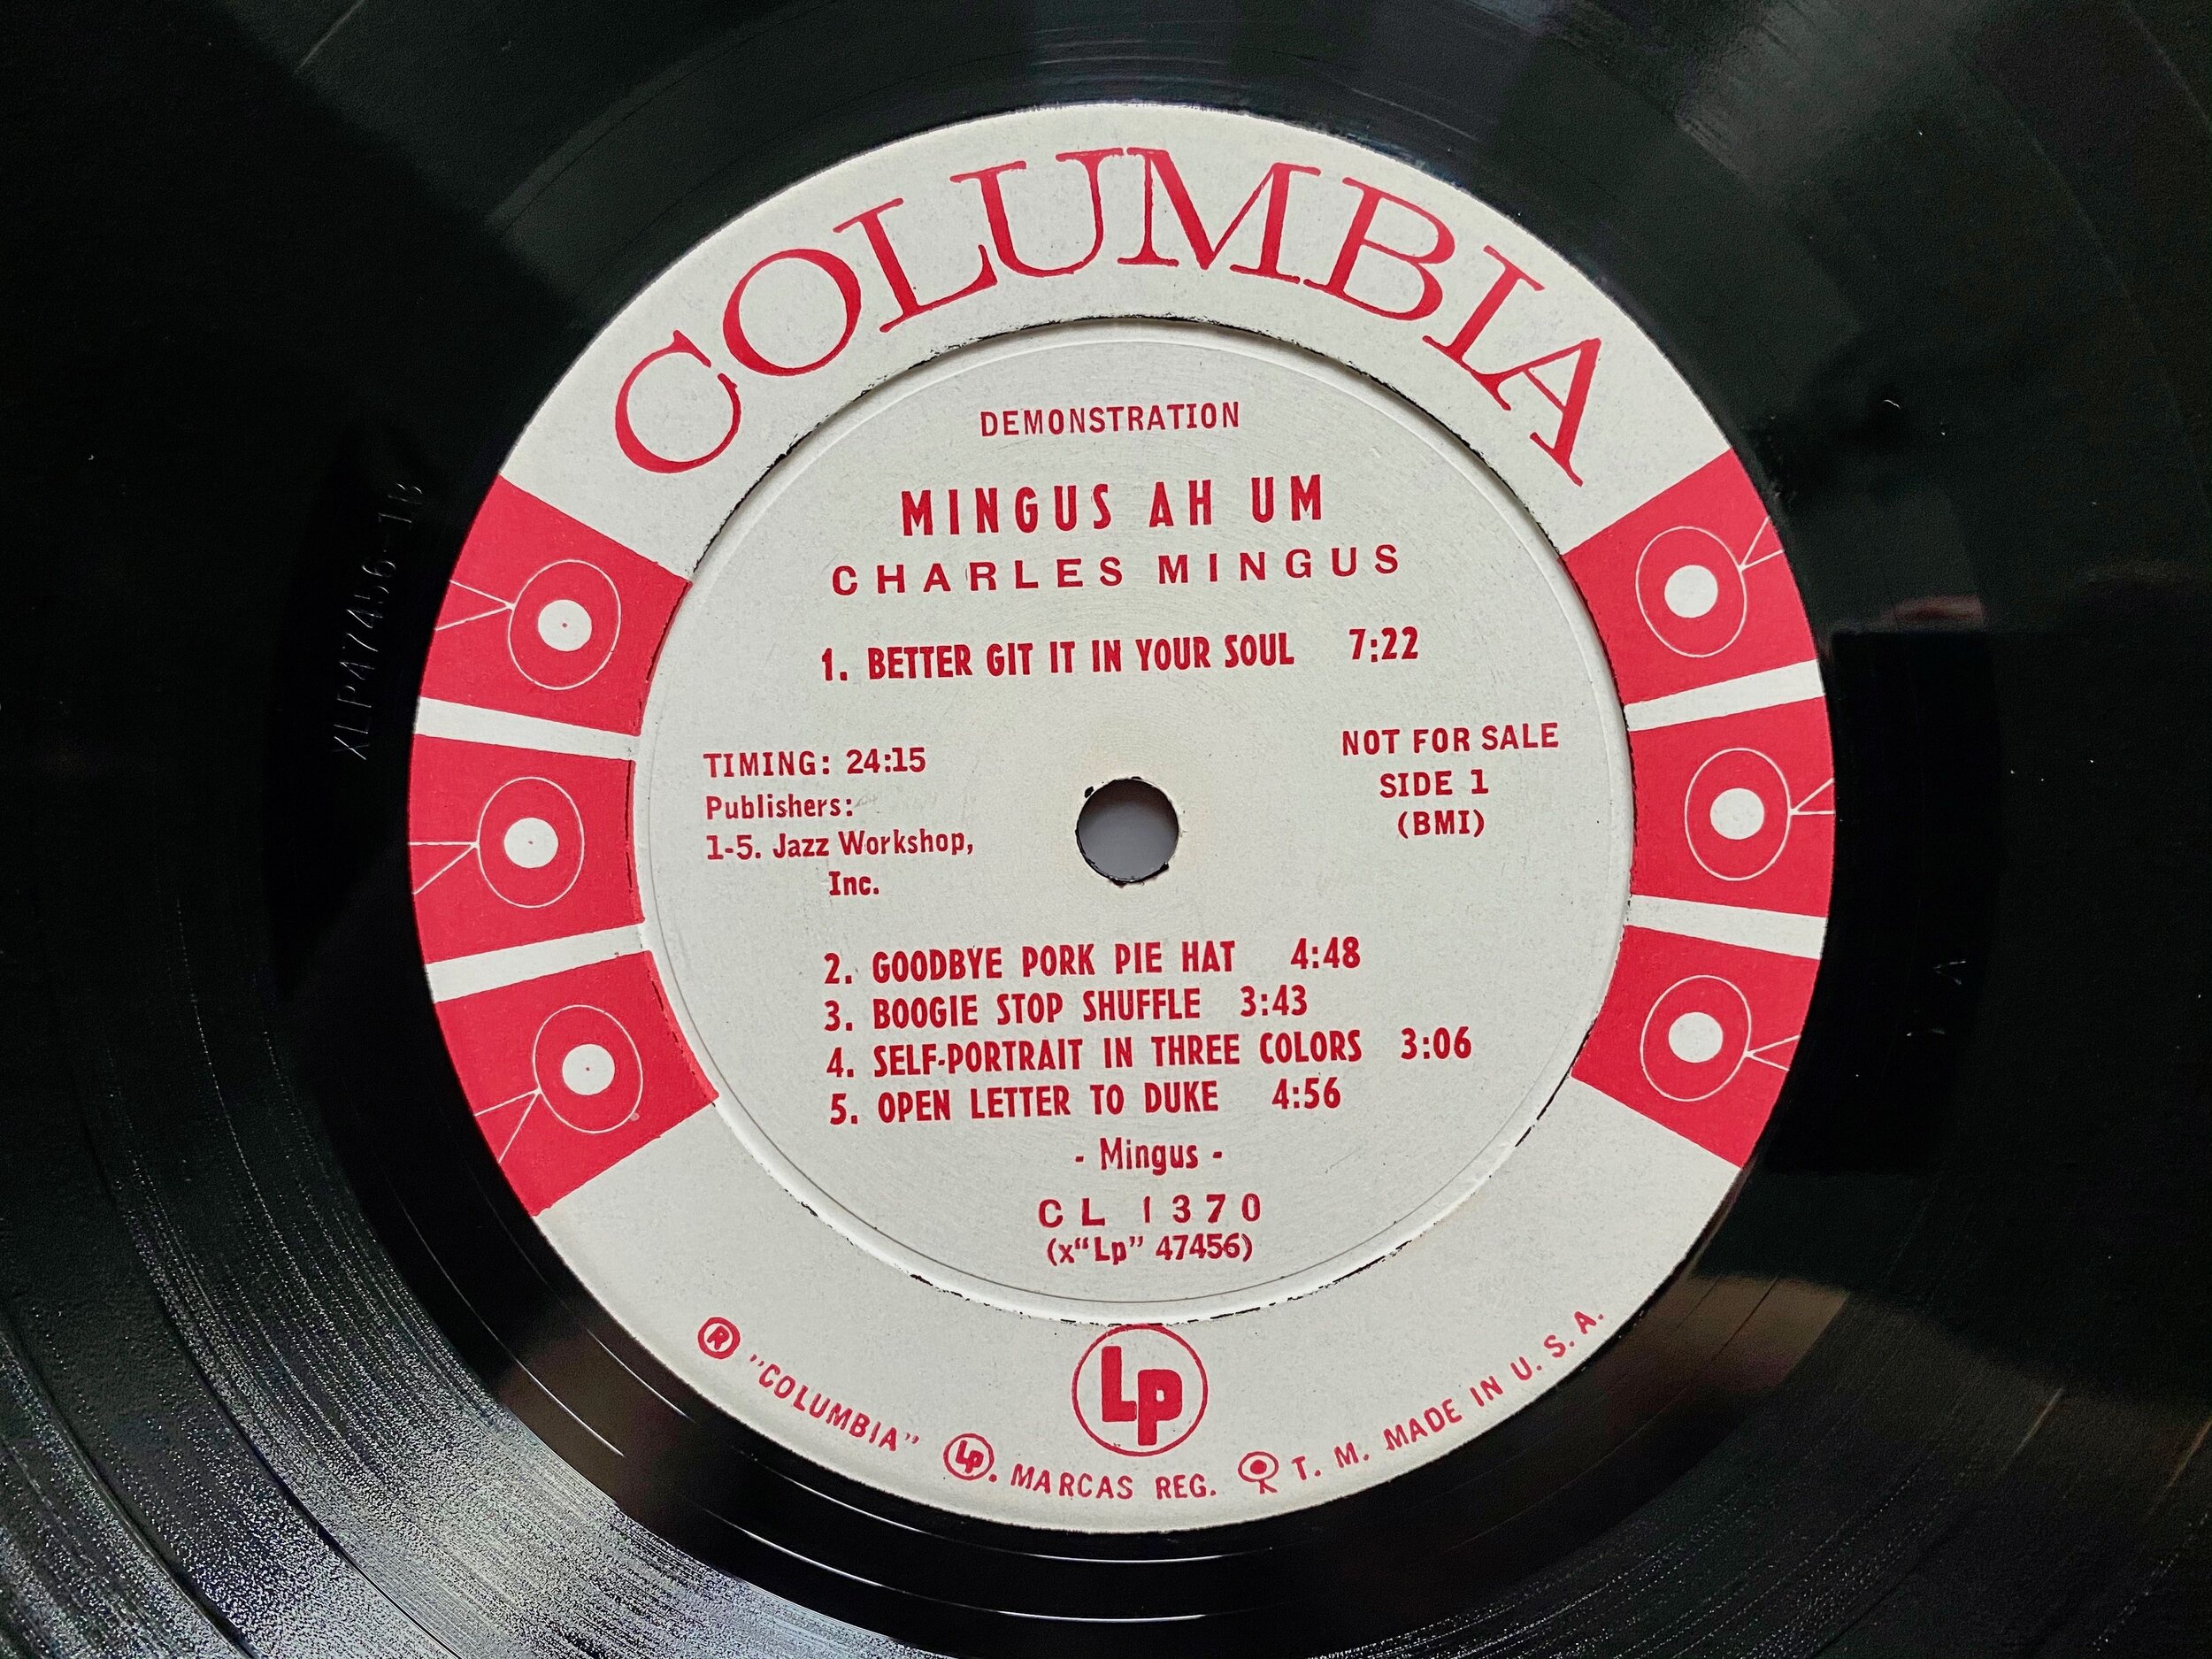 COLUMBIA
DEMONSTRATION
MINGUS AH UM
CHARLES MINGUS
1. BETTER GIT IT IN YOUR SOUL 7:22
TIMING: 24:15
Publishers:
1-5. Jazz Workshop,
Inc.
NOT FOR SALE
SIDE 1
(BMI)
2. GOODBYE PORK PIE HAT 4:48
3. BOOGIE STOP SHUFFLE 3:43
4. SELF-PORTRAIT IN THREE COLORS 3:06
5. OPEN LETTER TO DUKE 4:56
- Mingus -
CL 1370
(x“Lp” 47456)
Lp
® "COLUMBIA" Lp. MARCAS REG. T. M. MADE IN U. S. A.
XLP47456-1B